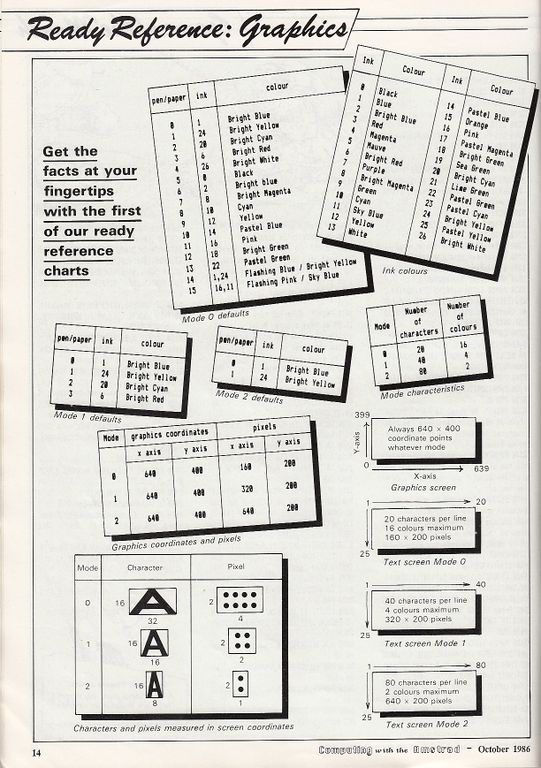 Ready Reference: Graphics
Get the
facts at your
fingertips
with the first
of our ready
reference
charts
pen/paper ink colour
0 1 Bright Blue
1 24 Bright Yellow
2 20 Bright Cyan
3 6 Bright Red
4 26 Bright White
5 0 Black
6 2 Bright blue
7 8 Bright Magenta
8 10 Cyan
9 12 Yellow
10 14 Pastel Blue
11 16 Pink
12 18 Bright Green
13 22 Pastel Green
14 1,24 Flashing Blue / Bright Yellow
15 16,11 Flashing Pink / Sky Blue
Mode 0 defaults
Ink Colour Ink Colour
0 Black 14 Pastel Blue
1 Blue 15 Orange
2 Bright Blue 16 Pink
3 Red 17 Pastel Magenta
4 Magenta 18 Bright Green
5 Mauve 19 Sea Green
6 Bright Red 20 Bright Cyan
7 Purple 21 Lime Green
8 Bright Magenta 22 Pastel Green
9 Green 23 Pastel Cyan
10 Cyan 24 Bright Yellow
11 Sky Blue 25 Pastel Yellow
12 Yellow 26 Bright White
13 White
Ink colours
pen/paper ink colour
0 1 Bright Blue
1 24 Bright Yellow
2 20 Bright Cyan
3 6 Bright Red
Mode 1 defaults
pen/paper ink colour
0 1 Bright Blue
1 24 Bright Yellow
Mode 2 defaults
Mode Number of characters Number of colours
0 20 16
1 40 4
2 80 2
Mode characteristics
Mode graphics coordinates pixels
x axis y axis x axis y axis
0 640 400 160 200
1 640 400 320 200
2 640 400 640 200
Graphics coordinates and pixels
399
Y-axis
Always 640 × 400
coordinate points
whatever mode
0 639
X-axis
Graphics screen
1 20
20 characters per line
16 colours maximum
160 × 200 pixels
25
Text screen Mode 0
1 40
40 characters per line
4 colours maximum
320 × 200 pixels
25
Text screen Mode 1
1 80
80 characters per line
2 colours maximum
640 × 200 pixels
25
Text screen Mode 2
Mode Character Pixel
0 16 A 2
32 4
1 16 A 2
16 2
2 16 A 2
8 1
Characters and pixels measured in screen coordinates
14 Computing with the Amstrad – October 1986